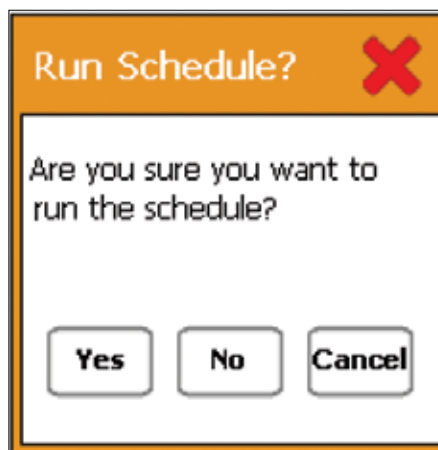 Run Schedule?
Are you sure you want to
run the schedule?
Yes No Cancel